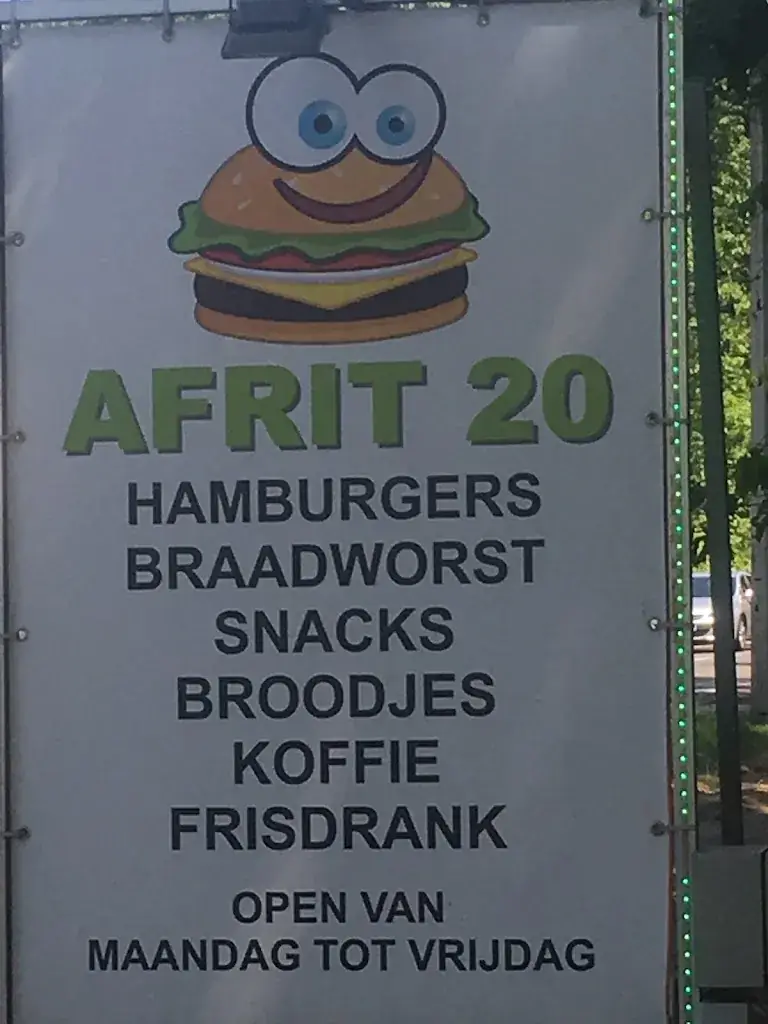 AFRIT 20
HAMBURGERS
BRAADWORST
SNACKS
BROODJES
KOFFIE
FRISDRANK
OPEN VAN
MAANDAG TOT VRIJDAG